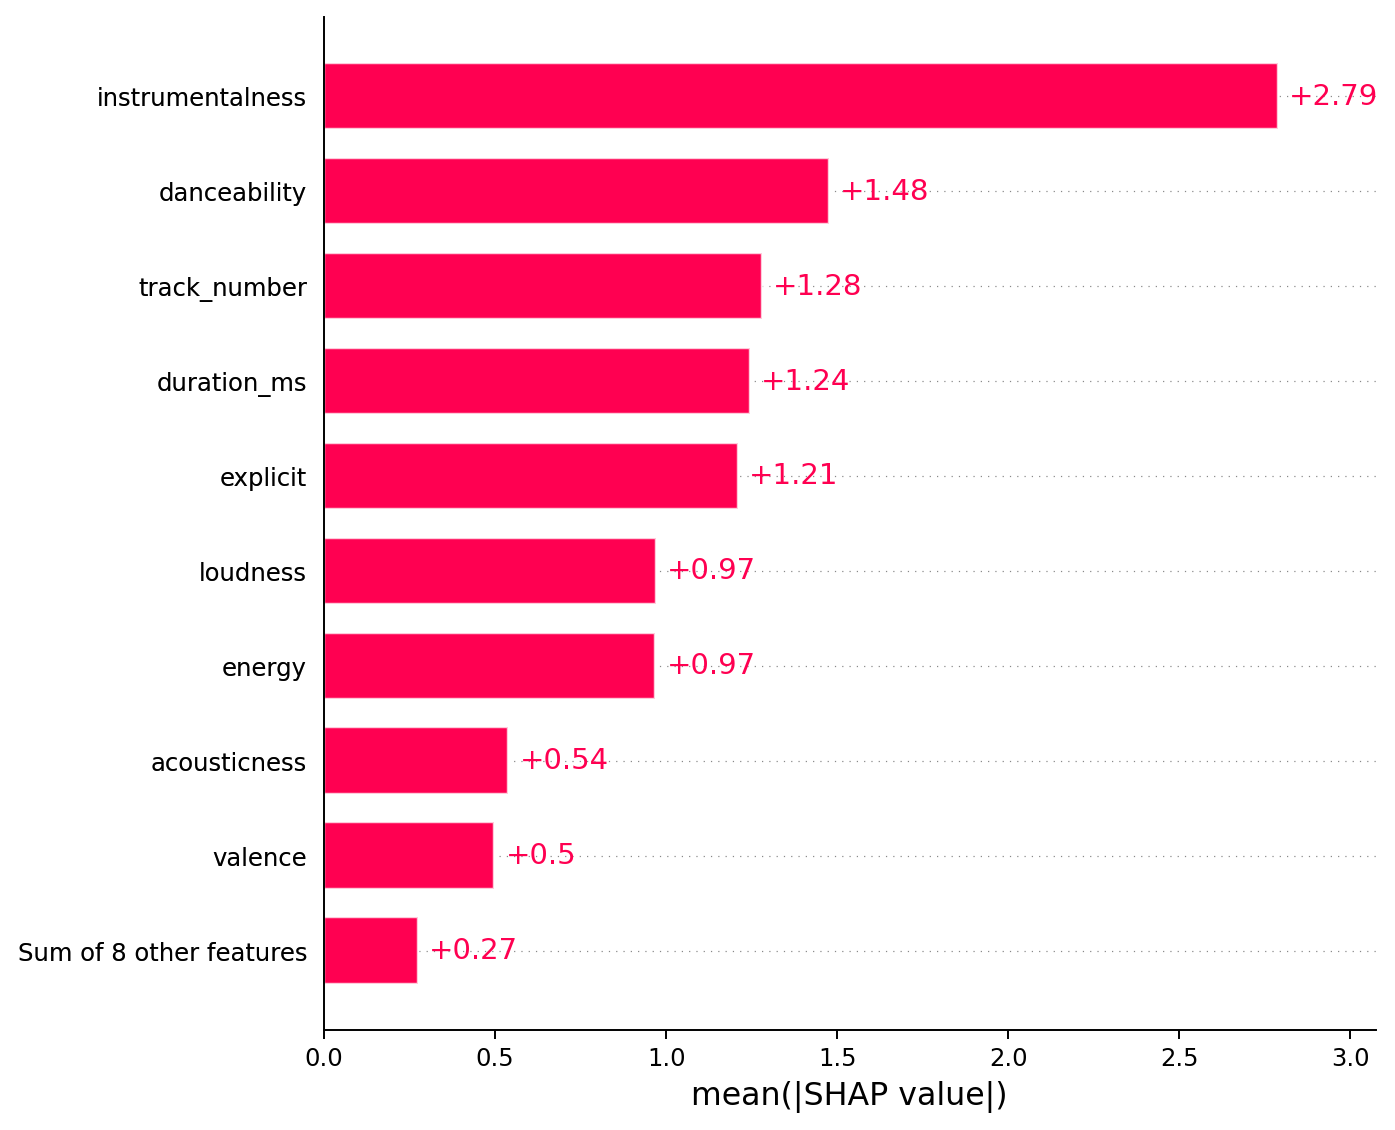 instrumentalness +2.79
danceability +1.48
track_number +1.28
duration_ms +1.24
explicit +1.21
loudness +0.97
energy +0.97
acousticness +0.54
valence +0.5
Sum of 8 other features +0.27
0.0 0.5 1.0 1.5 2.0 2.5 3.0
mean(|SHAP value|)